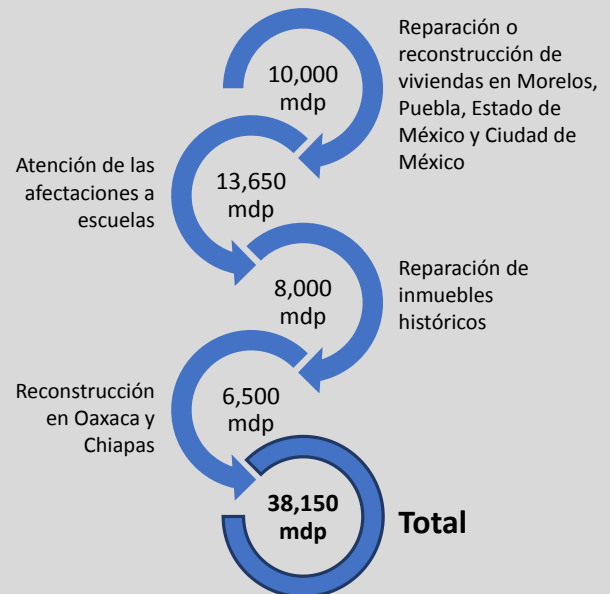 10,000
mdp
Reparación o
reconstrucción de
viviendas en Morelos,
Puebla, Estado de
México y Ciudad de
México
Atención de las
afectaciones a
escuelas
13,650
mdp
8,000
mdp
Reparación de
inmuebles
históricos
Reconstrucción
en Oaxaca y
Chiapas
6,500
mdp
38,150
mdp
Total